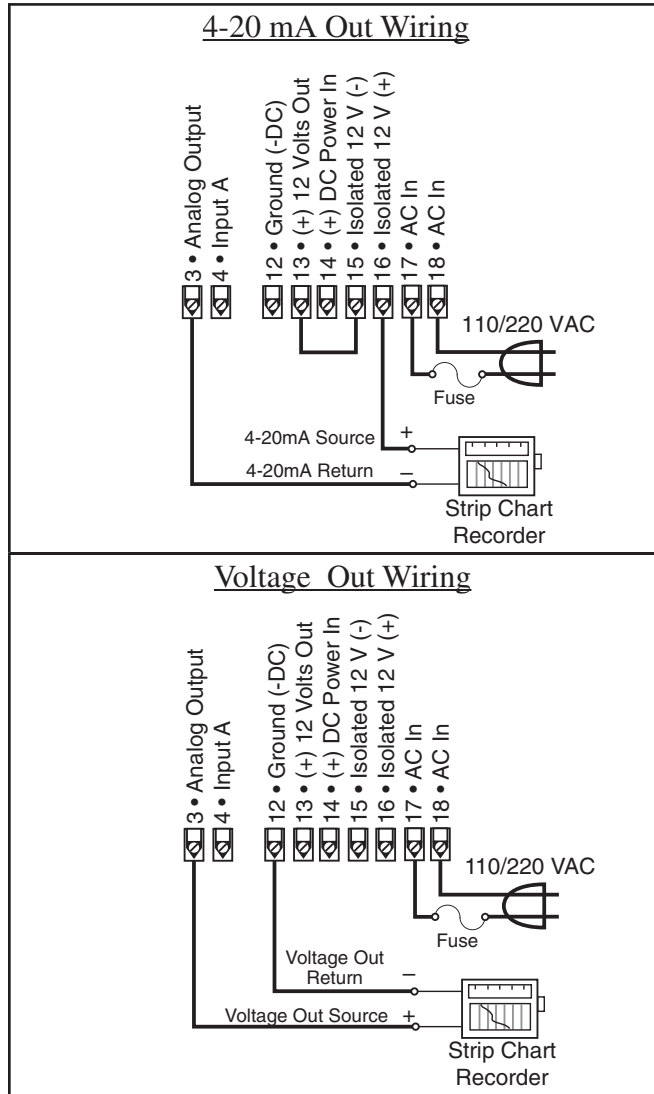 4-20 mA Out Wiring
3 • Analog Output
4 • Input A
12 • Ground (-DC)
13 • (+) 12 Volts Out
14 • (+) DC Power In
15 • Isolated 12 V (-)
16 • Isolated 12 V (+)
17 • AC In
18 • AC In
110/220 VAC
Fuse
4-20mA Source +
4-20mA Return –
Strip Chart
Recorder
Voltage Out Wiring
3 • Analog Output
4 • Input A
12 • Ground (-DC)
13 • (+) 12 Volts Out
14 • (+) DC Power In
15 • Isolated 12 V (-)
16 • Isolated 12 V (+)
17 • AC In
18 • AC In
110/220 VAC
Fuse
Voltage Out
Return –
Voltage Out Source +
Strip Chart
Recorder